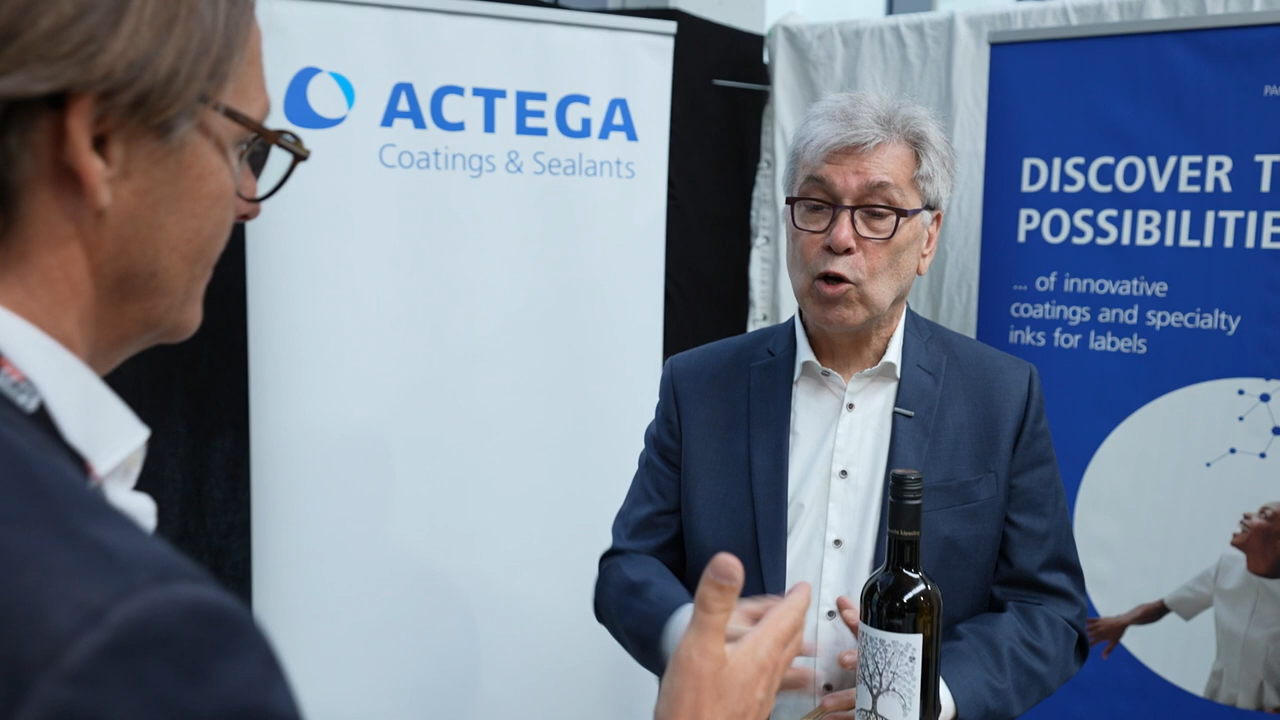 ACTEGA
Coatings & Sealants
DISCOVER T
POSSIBILITIE
... of innovative
coatings and specialty
inks for labels